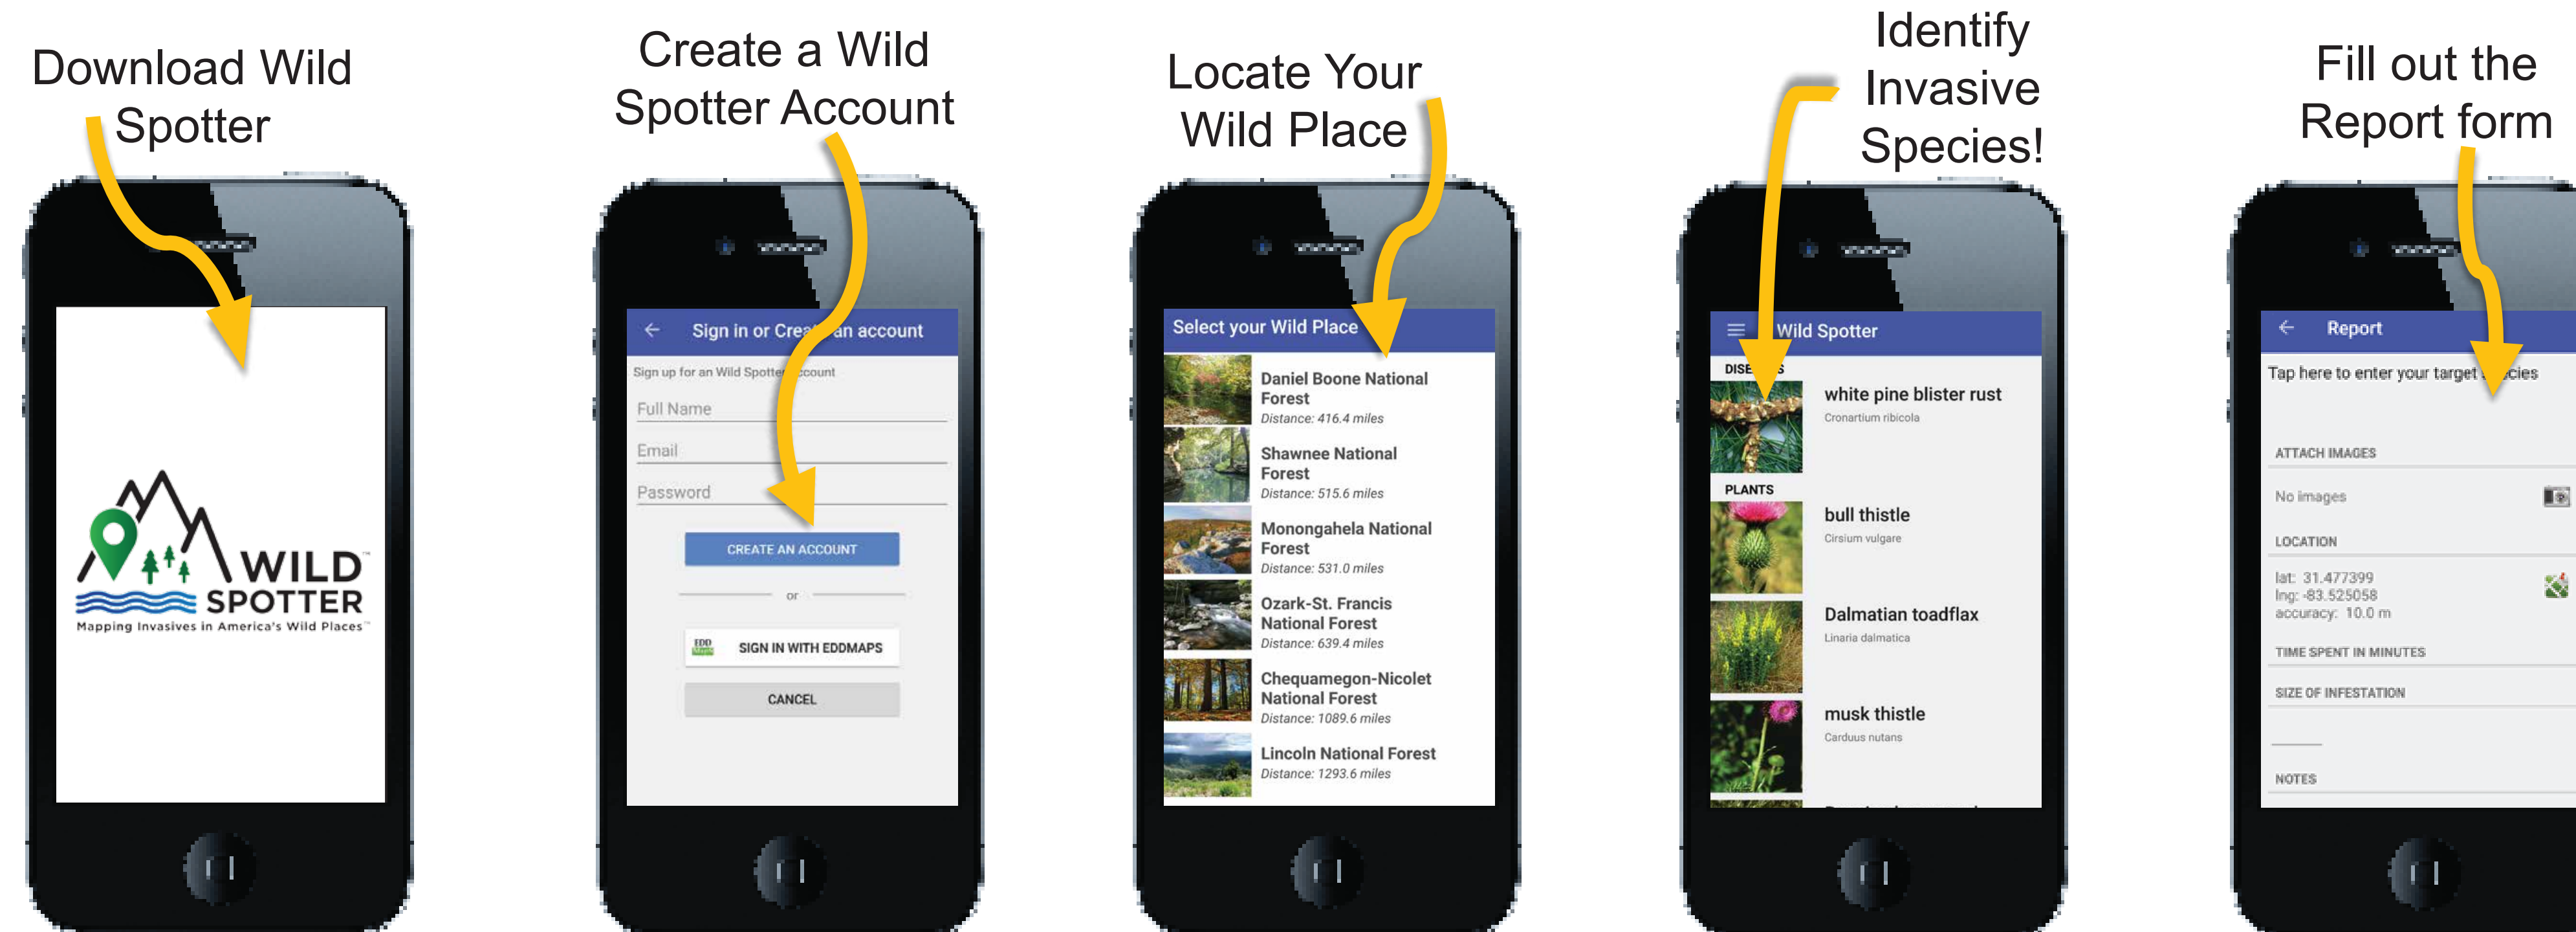 Download Wild
Spotter
WILD
SPOTTER
Mapping Invasives in America's Wild Places
Create a Wild
Spotter Account
Sign in or Create an account
Sign up for an Wild Spotter account
Full Name
Email
Password
CREATE AN ACCOUNT
or
EDD
Maps
SIGN IN WITH EDDMAPS
CANCEL
Locate Your
Wild Place
Select your Wild Place
Daniel Boone National
Forest
Distance: 416.4 miles
Shawnee National
Forest
Distance: 515.6 miles
Monongahela National
Forest
Distance: 531.0 miles
Ozark-St. Francis
National Forest
Distance: 639.4 miles
Chequamegon-Nicolet
National Forest
Distance: 1089.6 miles
Lincoln National Forest
Distance: 1293.6 miles
Identify
Invasive
Species!
Wild Spotter
DISEASES
white pine blister rust
Cronartium ribicola
PLANTS
bull thistle
Cirsium vulgare
Dalmatian toadflax
Linaria dalmatica
musk thistle
Carduus nutans
Fill out the
Report form
Report
Tap here to enter your target species
ATTACH IMAGES
No images
LOCATION
lat: 31.477399
lng: -83.525058
accuracy: 10.0 m
TIME SPENT IN MINUTES
SIZE OF INFESTATION
NOTES